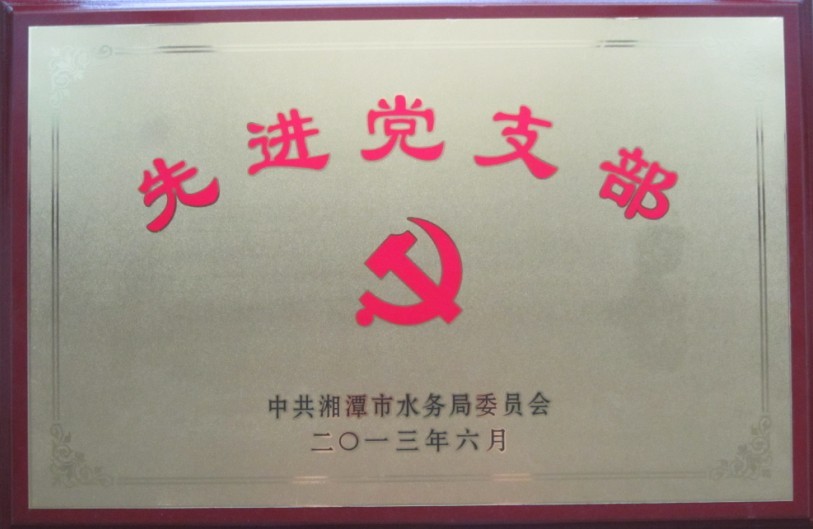 先进党支部
中共湘潭市水务局委员会
二〇一三年六月